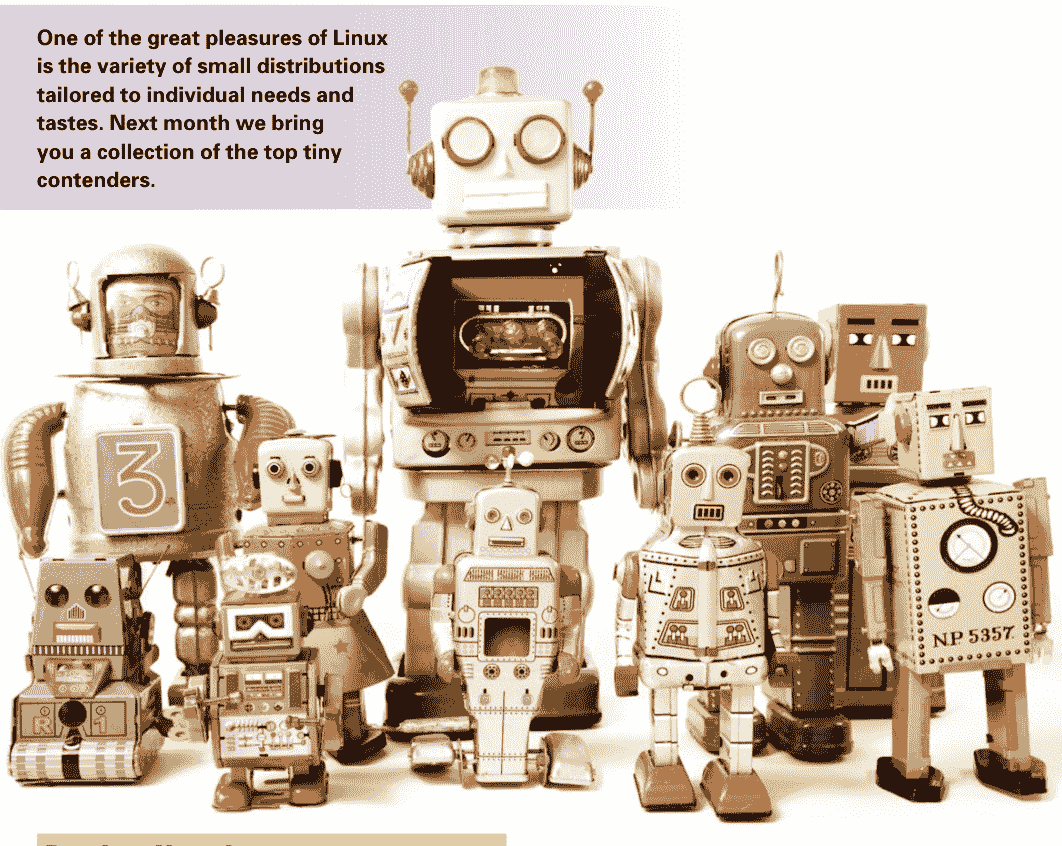 One of the great pleasures of Linux
is the variety of small distributions
tailored to individual needs and
tastes. Next month we bring
you a collection of the top tiny
contenders.
3
R 1
N.P 5357